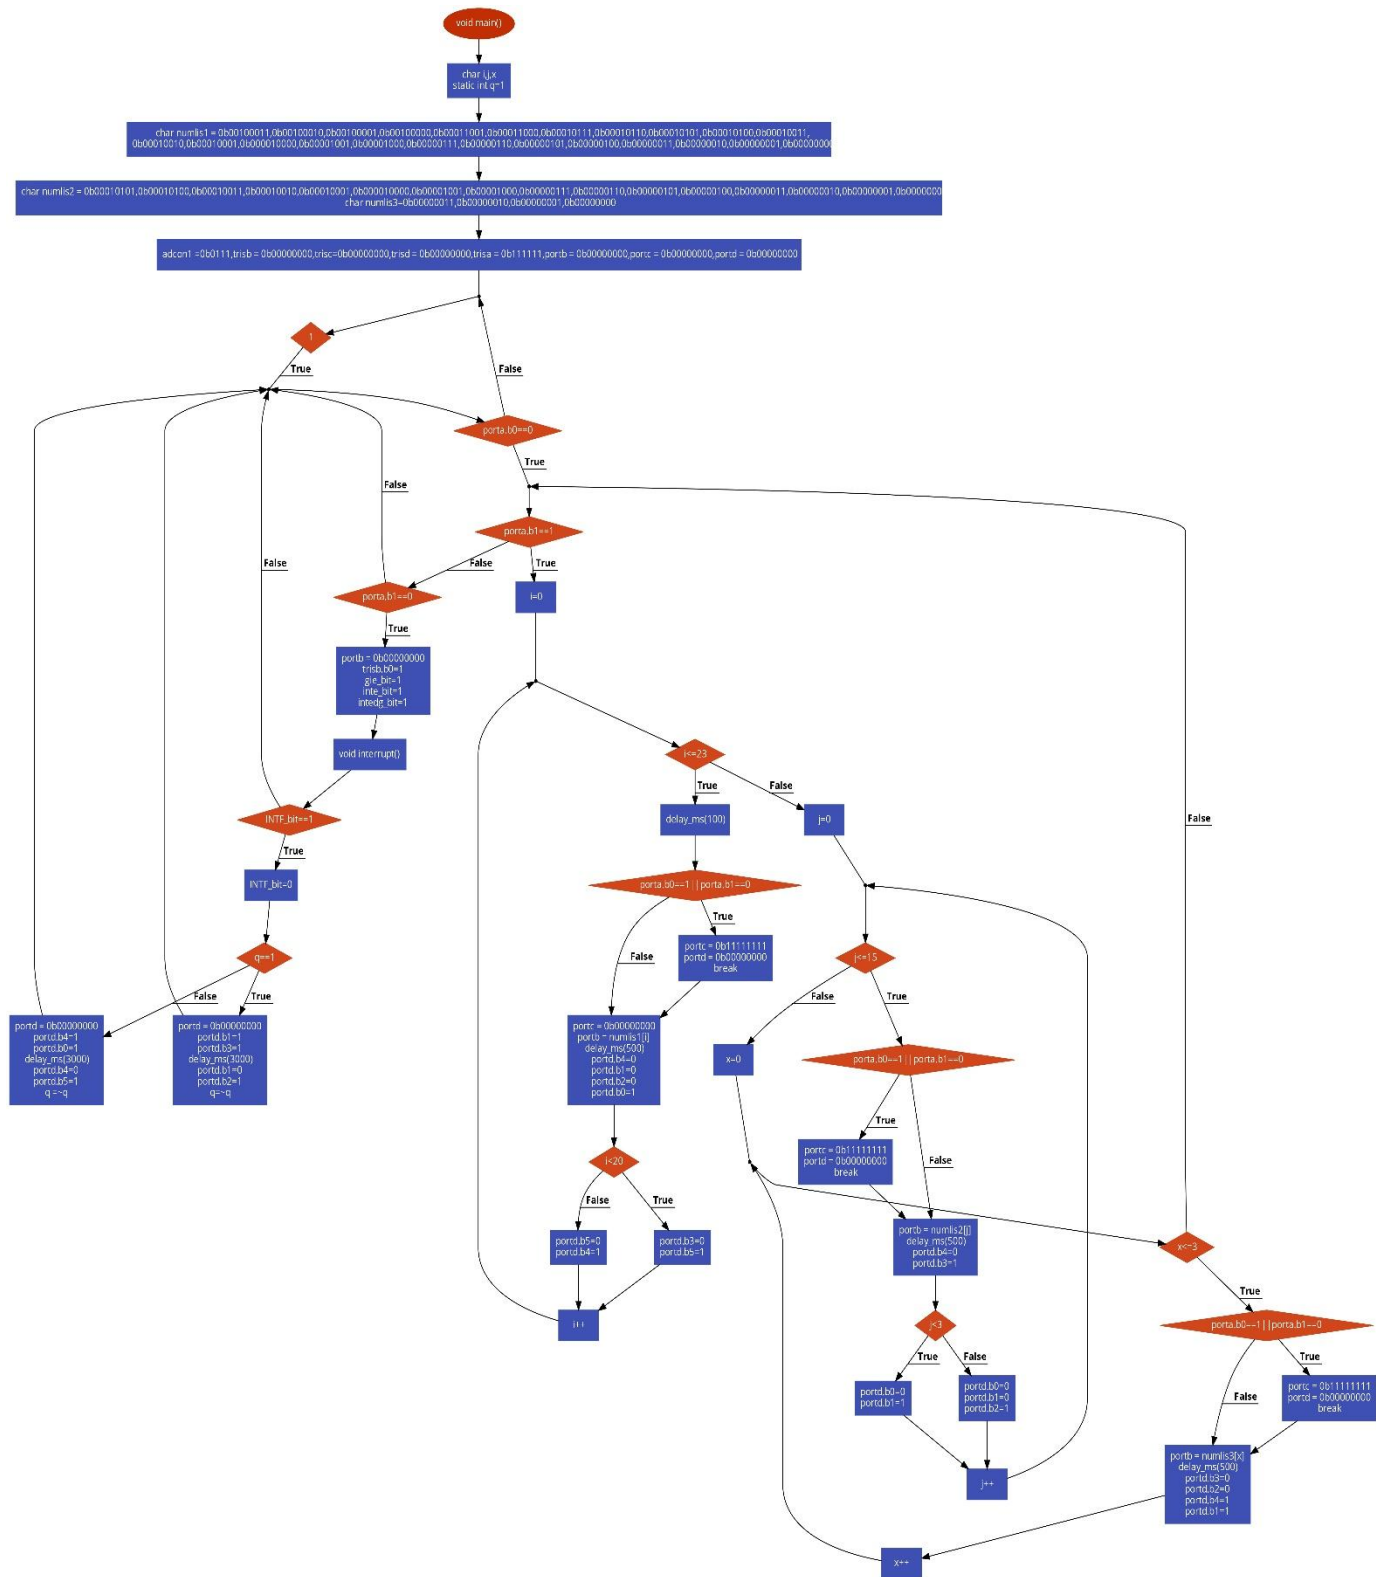 void main()
char i,j,x
static int q=1
char numlis1 = 0b00100011,0b00100010,0b00100001,0b00100000,0b00011001,0b00011000,0b00010111,0b00010110,0b00010101,0b00010100,0b00010011,
0b00010010,0b00010001,0b000010000,0b00001001,0b00001000,0b00000111,0b00000110,0b00000101,0b00000100,0b00000011,0b00000010,0b00000001,0b00000000
char numlis2 = 0b00010101,0b00010100,0b00010011,0b00010010,0b00010001,0b000010000,0b00001001,0b00001000,0b00000111,0b00000110,0b00000101,0b00000100,0b00000011,0b00000010,0b00000001,0b0000000
char numlis3=0b00000011,0b00000010,0b00000001,0b00000000
adcon1 =0b0111,trisb = 0b00000000,trisc=0b00000000,trisd = 0b00000000,trisa = 0b111111,portb = 0b00000000,portc = 0b00000000,portd = 0b00000000
1
True
False
porta.b0==0
True
False
porta.b1==1
False
False
True
porta.b1==0
i=0
True
portb = 0b00000000
trisb.b0=1
gie_bit=1
inte_bit=1
intedg_bit=1
void interrupt()
i<=23
True
False
INTF_bit==1
delay_ms(100)
j=0
False
True
INTF_bit=0
porta.b0==1||porta.b1==0
True
False
portc = 0b11111111
portd = 0b00000000
break
q==1
j<=15
False
True
False
True
portd = 0b00000000
portd.b4=1
portd.b0=1
delay_ms(3000)
portd.b4=0
portd.b5=1
q =~q
portd = 0b00000000
portd.b1=1
portd.b3=1
delay_ms(3000)
portd.b1=0
portd.b2=1
q=~q
portc = 0b00000000
portb = numlis1[i]
delay_ms(500)
portd.b4=0
portd.b1=0
portd.b2=0
portd.b0=1
x=0
porta.b0==1||porta.b1==0
True
False
portc = 0b11111111
portd = 0b00000000
break
i<20
False
True
portd.b5=0
portd.b4=1
portd.b3=0
portd.b5=1
portb = numlis2[j]
delay_ms(500)
portd.b4=0
portd.b3=1
x<=3
True
i++
j<3
True
False
porta.b0==1||porta.b1==0
True
False
portd.b0=0
portd.b1=1
portd.b0=0
portd.b1=0
portd.b2=1
portc = 0b11111111
portd = 0b00000000
break
j++
portb = numlis3[x]
delay_ms(500)
portd.b3=0
portd.b2=0
portd.b4=1
portd.b1=1
x++